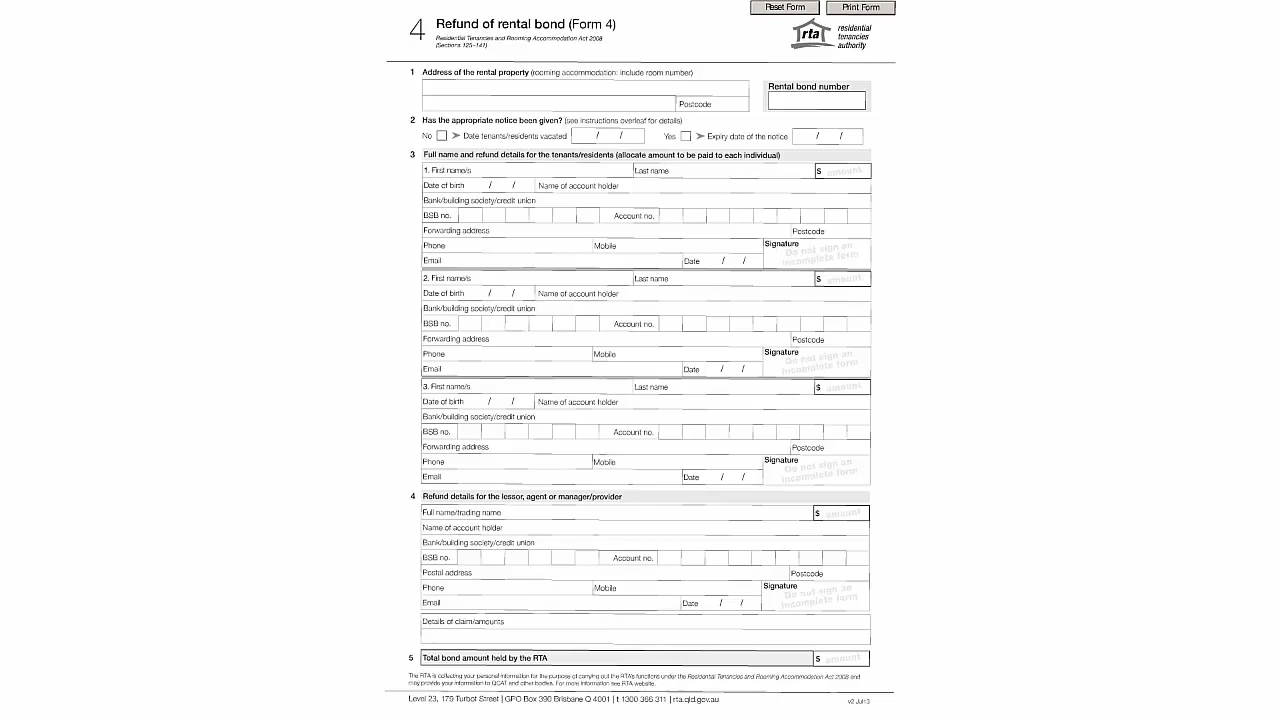 Reset Form Print Form
4 Refund of rental bond (Form 4)
Residential Tenancies and Rooming Accommodation Act 2008
(Sections 125–141)
rta residential
tenancies
authority
1 Address of the rental property (rooming accommodation: include room number)
Rental bond number
Postcode
2 Has the appropriate notice been given? (see instructions overleaf for details)
No ➢ Date tenants/residents vacated / / Yes ➢ Expiry date of the notice / /
3 Full name and refund details for the tenants/residents (allocate amount to be paid to each individual)
1. First name/s Last name $ amount
Date of birth / / Name of account holder
Bank/building society/credit union
BSB no. Account no.
Forwarding address Postcode
Phone Mobile Signature
Do not sign an
incomplete form
Email Date / /
2. First name/s Last name $ amount
Date of birth / / Name of account holder
Bank/building society/credit union
BSB no. Account no.
Forwarding address Postcode
Phone Mobile Signature
Do not sign an
incomplete form
Email Date / /
3. First name/s Last name $ amount
Date of birth / / Name of account holder
Bank/building society/credit union
BSB no. Account no.
Forwarding address Postcode
Phone Mobile Signature
Do not sign an
incomplete form
Email Date / /
4 Refund details for the lessor, agent or manager/provider
Full name/trading name $ amount
Name of account holder
Bank/building society/credit union
BSB no. Account no.
Postal address Postcode
Phone Mobile Signature
Do not sign an
incomplete form
Email Date / /
Details of claim/amounts
5 Total bond amount held by the RTA $ amount
The RTA is collecting your personal information for the purpose of carrying out the RTA's functions under the Residential Tenancies and Rooming Accommodation Act 2008 and
may provide your information to QCAT and other bodies. For more information see RTA website.
Level 23, 179 Turbot Street | GPO Box 390 Brisbane Q 4001 | t 1300 366 311 | rta.qld.gov.au
v2 Jul13